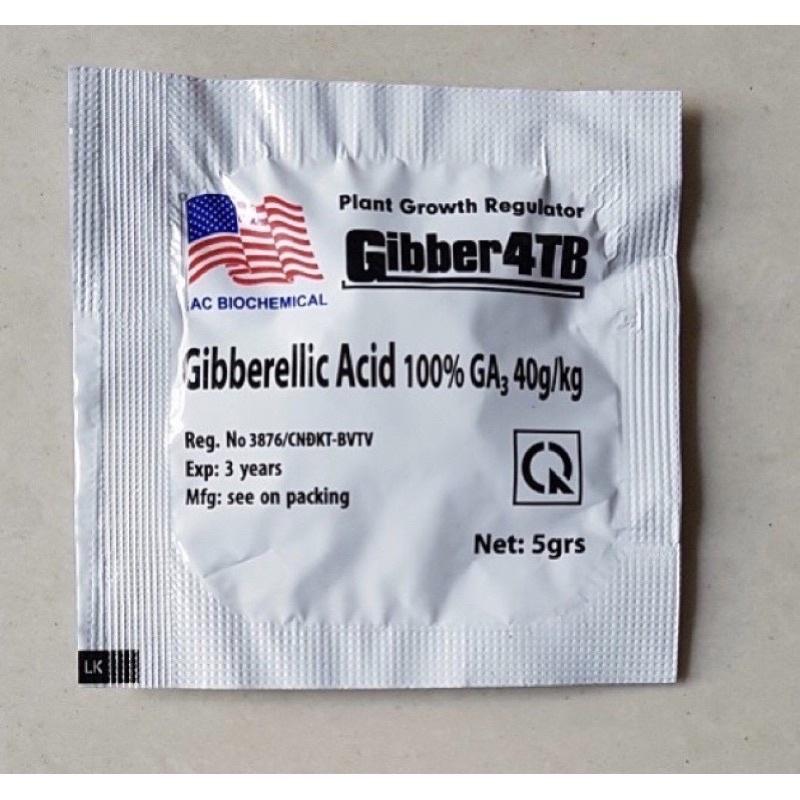 Plant Growth Regulator
Gibber4TB
AC BIOCHEMICAL
Gibberellic Acid 100% GA₃ 40g/kg
Reg. No 3876/CNĐKT-BVTV
Exp: 3 years
Mfg: see on packing
Net: 5grs
LK